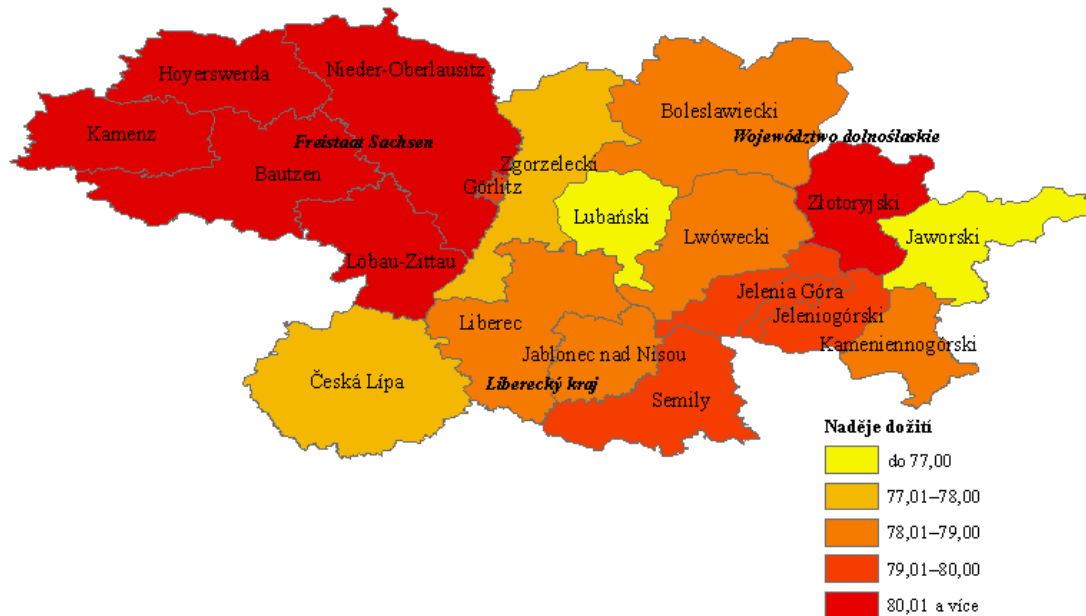 Hoyerswerda
Nieder-Oberlausitz
Kamenz
Freistaat Sachsen
Bautzen
Görlitz
Löbau-Zittau
Zgorzelecki
Boleslawiecki
Województwo dolnoślaskie
Lubański
Lwówecki
Złotoryjski
Jaworski
Jelenia Góra
Jeleniogórski
Kameniennogórski
Liberec
Jablonec nad Nisou
Česká Lípa
Liberecký kraj
Semily
Naděje dožití
do 77,00
77,01–78,00
78,01–79,00
79,01–80,00
80,01 a více